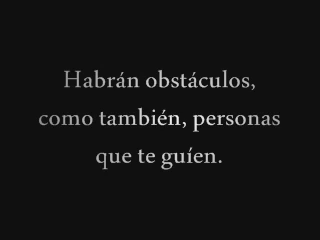 Habrán obstáculos,
como también, personas
que te guíen.